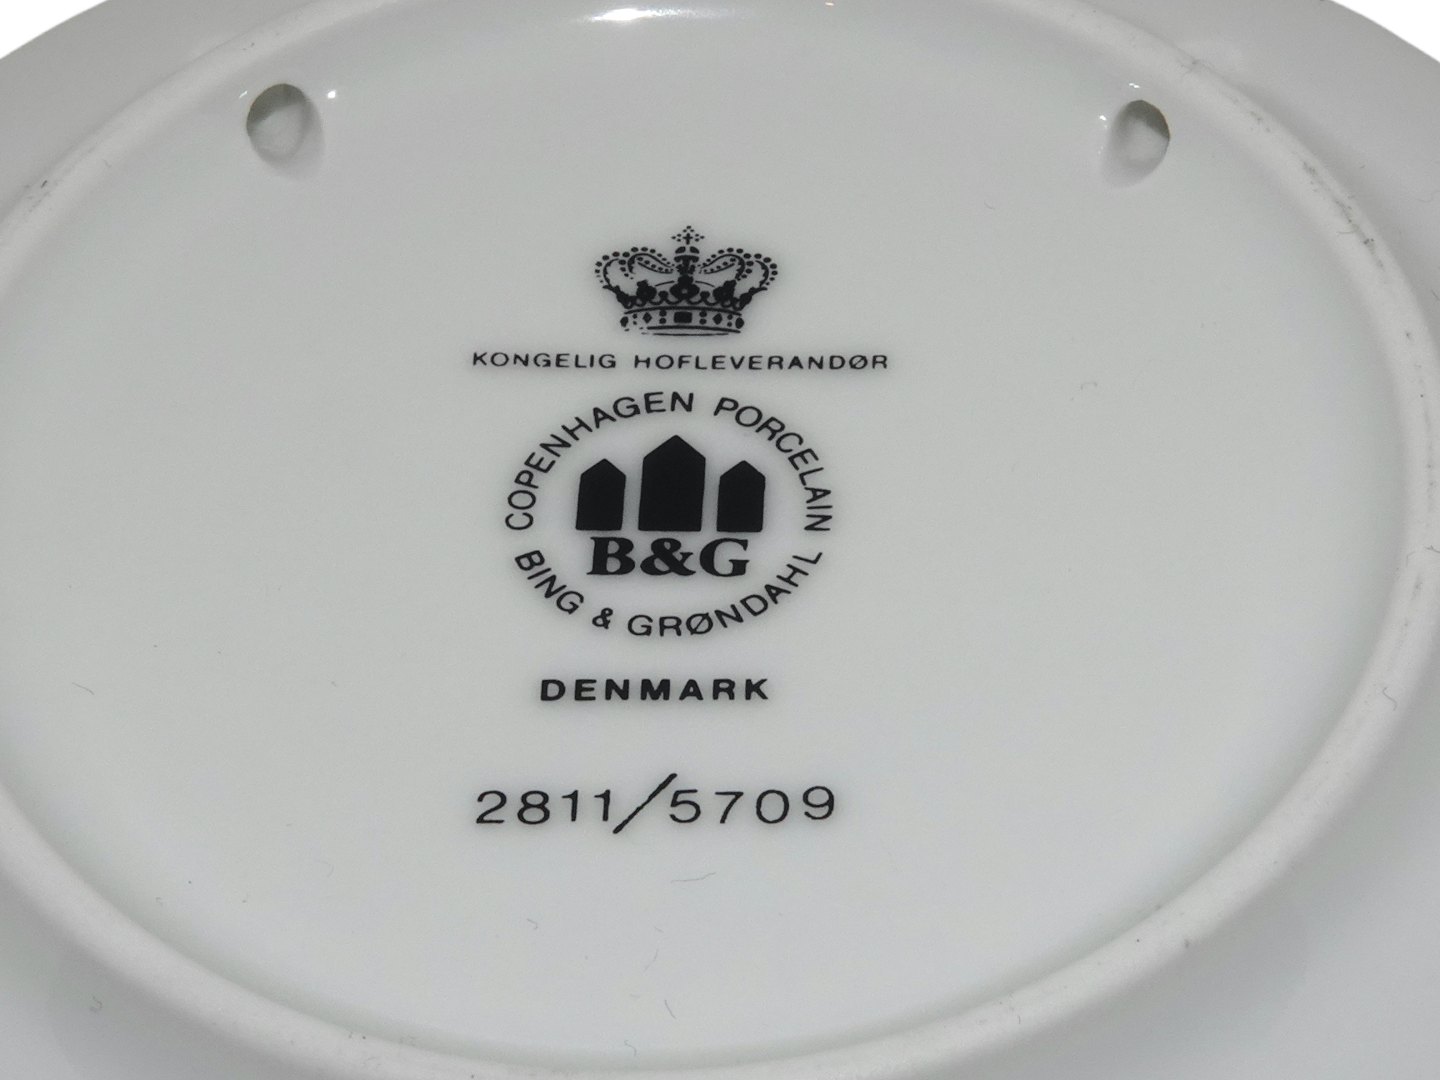 KONGELIG HOFLEVERANDØR
COPENHAGEN PORCELAIN
B&G
BING & GRØNDAHL
DENMARK
2811/5709